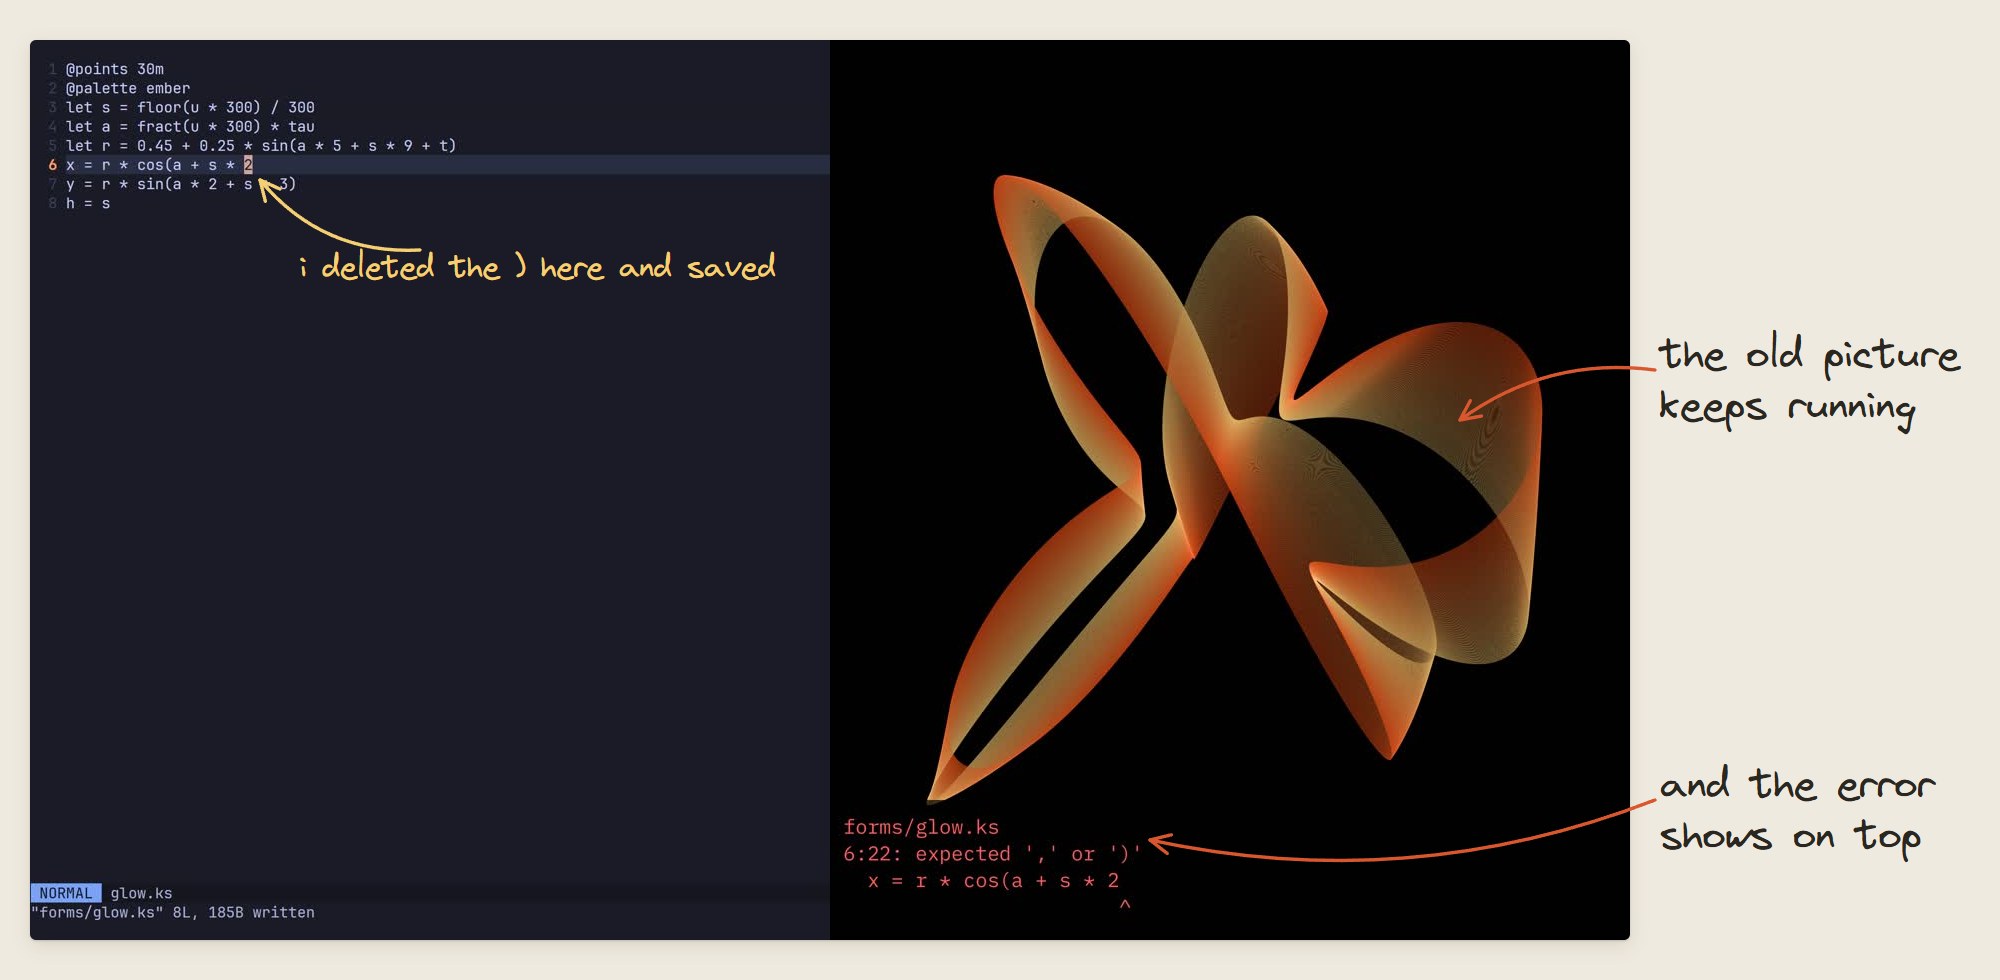 1 @points 30m
2 @palette ember
3 let s = floor(u * 300) / 300
4 let a = fract(u * 300) * tau
5 let r = 0.45 + 0.25 * sin(a * 5 + s * 9 + t)
6 x = r * cos(a + s * 2
7 y = r * sin(a * 2 + s 3)
8 h = s
i deleted the ) here and saved
the old picture
keeps running
forms/glow.ks
6:22: expected ',' or ')'
x = r * cos(a + s * 2
^
and the error
shows on top
NORMAL glow.ks
"forms/glow.ks" 8L, 185B written